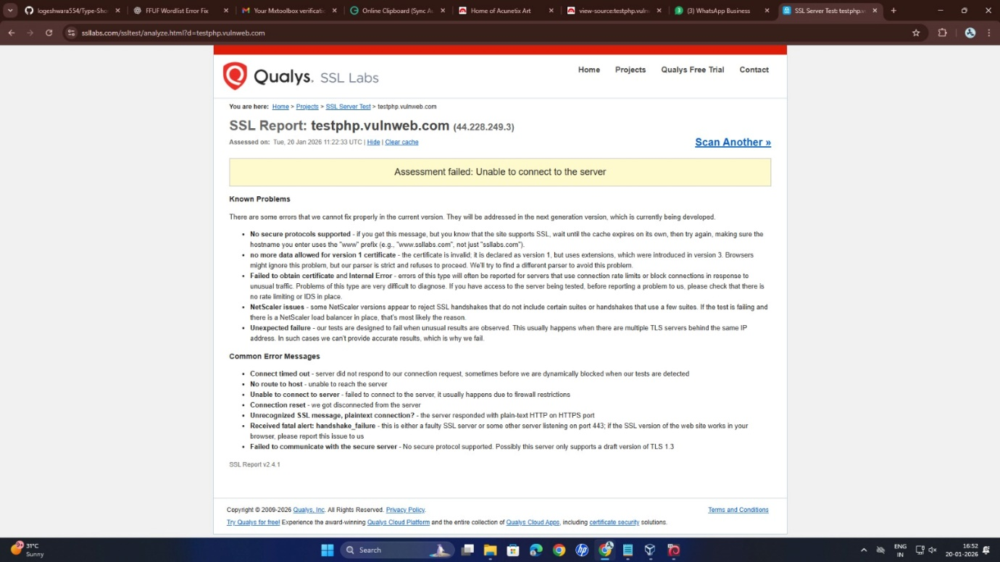 logeshwara554/Type-Sho
FFUF Wordlist Error Fix
Your Mxtoolbox verificati
Online Clipboard (Sync A
Home of Acunetix Art
view-source:testphp.vuln
(3) WhatsApp Business
SSL Server Test: testphp.v
ssllabs.com/ssltest/analyze.html?d=testphp.vulnweb.com
Qualys. SSL Labs
Home Projects Qualys Free Trial Contact
You are here: Home > Projects > SSL Server Test > testphp.vulnweb.com
SSL Report: testphp.vulnweb.com (44.228.249.3)
Assessed on: Tue, 20 Jan 2026 11:22:33 UTC | Hide | Clear cache
Scan Another »
Assessment failed: Unable to connect to the server
Known Problems
There are some errors that we cannot fix properly in the current version. They will be addressed in the next generation version, which is currently being developed.
• No secure protocols supported - if you get this message, but you know that the site supports SSL, wait until the cache expires on its own, then try again, making sure the
hostname you enter uses the "www" prefix (e.g., "www.ssllabs.com", not just "ssllabs.com").
• no more data allowed for version 1 certificate - the certificate is invalid; it is declared as version 1, but uses extensions, which were introduced in version 3. Browsers
might ignore this problem, but our parser is strict and refuses to proceed. We'll try to find a different parser to avoid this problem.
• Failed to obtain certificate and Internal Error - errors of this type will often be reported for servers that use connection rate limits or block connections in response to
unusual traffic. Problems of this type are very difficult to diagnose. If you have access to the server being tested, before reporting a problem to us, please check that there is
no rate limiting or IDS in place.
• NetScaler issues - some NetScaler versions appear to reject SSL handshakes that do not include certain suites or handshakes that use a few suites. If the test is failing and
there is a NetScaler load balancer in place, that's most likely the reason.
• Unexpected failure - our tests are designed to fail when unusual results are observed. This usually happens when there are multiple TLS servers behind the same IP
address. In such cases we can't provide accurate results, which is why we fail.
Common Error Messages
• Connect timed out - server did not respond to our connection request, sometimes before we are dynamically blocked when our tests are detected
• No route to host - unable to reach the server
• Unable to connect to server - failed to connect to the server, it usually happens due to firewall restrictions
• Connection reset - we got disconnected from the server
• Unrecognized SSL message, plaintext connection? - the server responded with plain-text HTTP on HTTPS port
• Received fatal alert: handshake_failure - this is either a faulty SSL server or some other server listening on port 443; if the SSL version of the web site works in your
browser, please report this issue to us
• Failed to communicate with the secure server - No secure protocol supported. Possibly this server only supports a draft version of TLS 1.3
SSL Report v2.4.1
Copyright © 2009-2026 Qualys, Inc. All Rights Reserved. Privacy Policy.
Terms and Conditions
Try Qualys for free! Experience the award-winning Qualys Cloud Platform and the entire collection of Qualys Cloud Apps, including certificate security solutions.
31°C
Sunny
Search
ENG
IN
16:52
20-01-2026